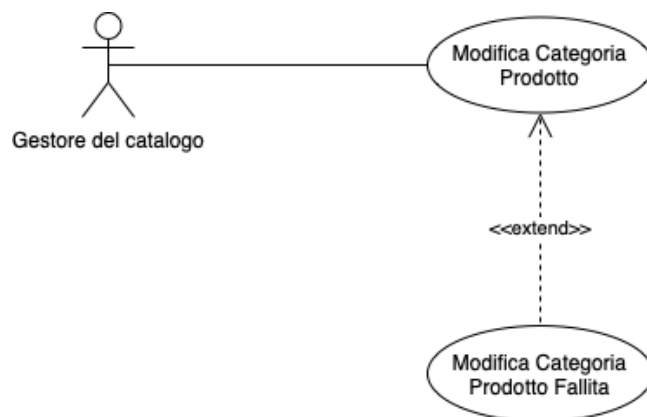 Modifica Categoria
Prodotto
Gestore del catalogo
<<extend>>
Modifica Categoria
Prodotto Fallita